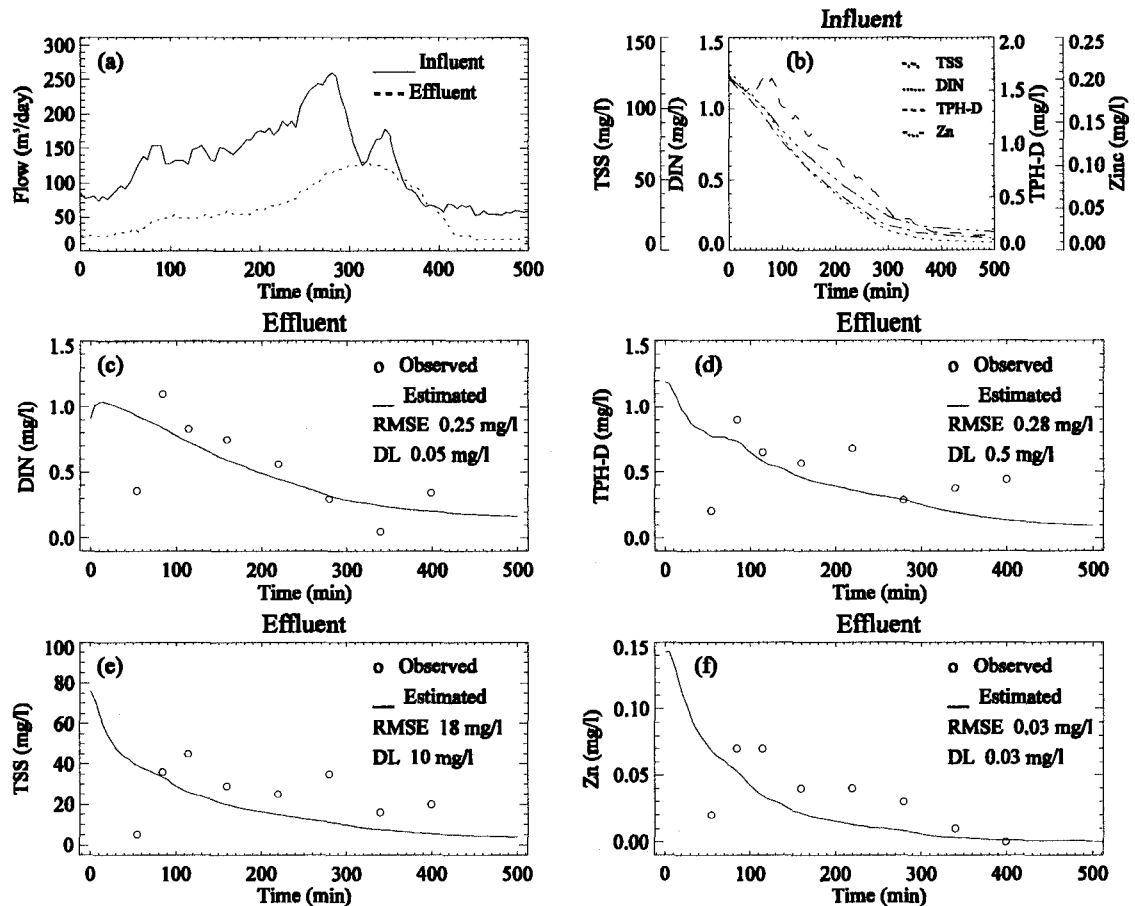 (a)
Influent
Effluent
Flow (m³/day)
300
250
200
150
100
50
0
0 100 200 300 400 500
Time (min)
Influent
(b)
TSS
DIN
TPH-D
Zn
TSS (mg/l)
150
100
50
0
DIN (mg/l)
1.5
1.0
0.5
0.0
TPH-D (mg/l)
2.0
1.5
1.0
0.5
0.0
Zinc (mg/l)
0.25
0.20
0.15
0.10
0.05
0.00
0 100 200 300 400 500
Time (min)
Effluent
(c)
Observed
Estimated
RMSE 0.25 mg/l
DL 0.05 mg/l
DIN (mg/l)
1.5
1.0
0.5
0.0
0 100 200 300 400 500
Time (min)
Effluent
(d)
Observed
Estimated
RMSE 0.28 mg/l
DL 0.5 mg/l
TPH-D (mg/l)
1.5
1.0
0.5
0.0
0 100 200 300 400 500
Time (min)
Effluent
(e)
Observed
Estimated
RMSE 18 mg/l
DL 10 mg/l
TSS (mg/l)
100
80
60
40
20
0
0 100 200 300 400 500
Time (min)
Effluent
(f)
Observed
Estimated
RMSE 0.03 mg/l
DL 0.03 mg/l
Zn (mg/l)
0.15
0.10
0.05
0.00
0 100 200 300 400 500
Time (min)